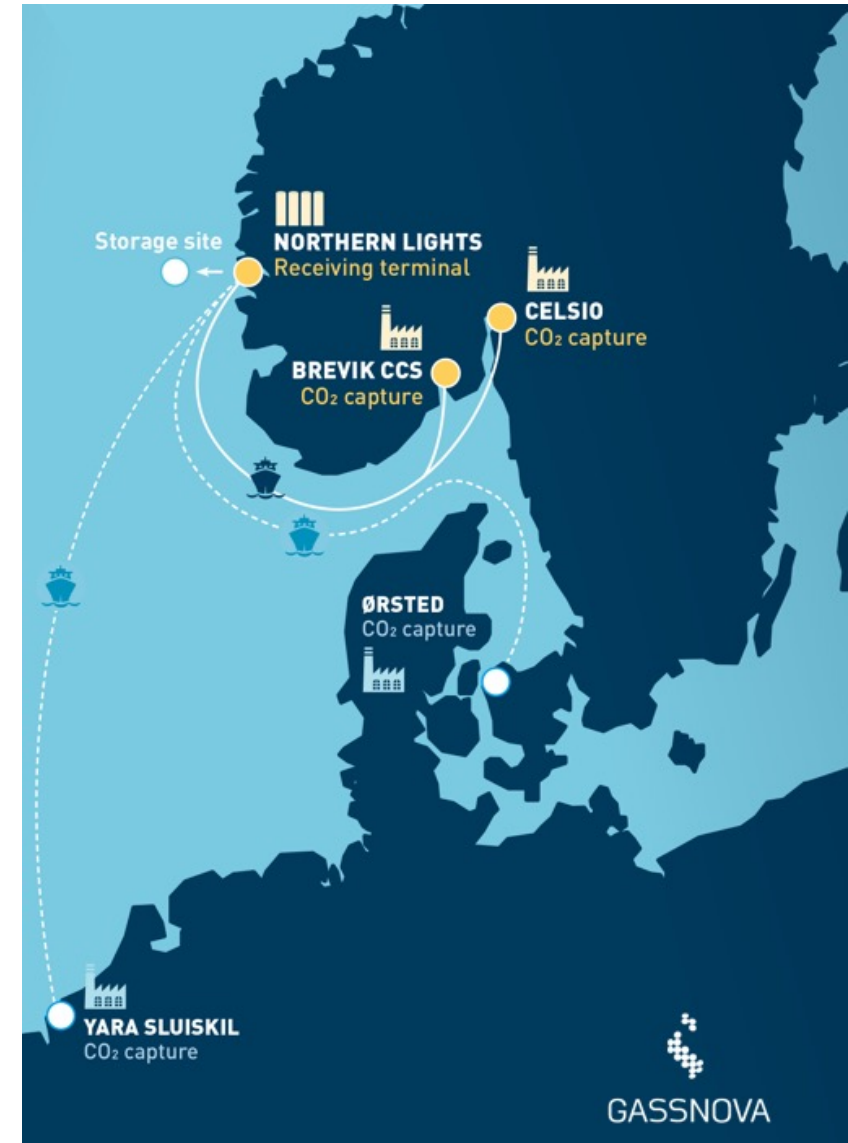 Storage site
NORTHERN LIGHTS
Receiving terminal
CELSIO
CO₂ capture
BREVIK CCS
CO₂ capture
ØRSTED
CO₂ capture
YARA SLUISKIL
CO₂ capture
GASSNOVA